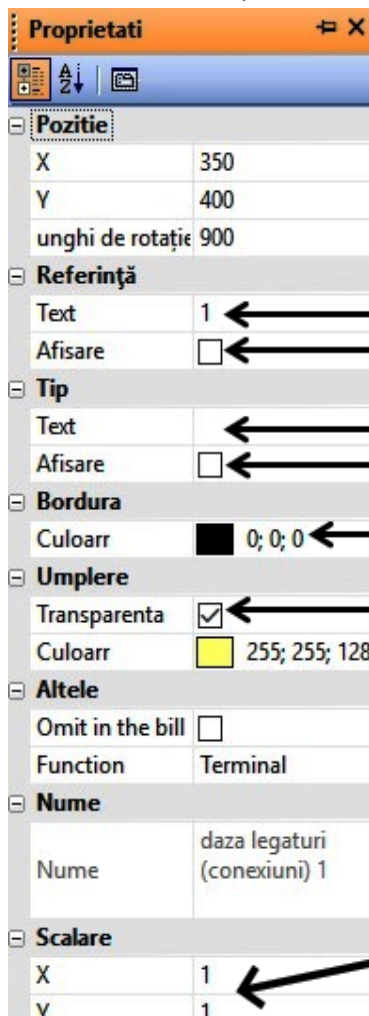 Proprietati
Pozitie
X 350
Y 400
unghi de rotație 900
Referinţă
Text 1
Afisare
Tip
Text
Afisare
Bordura
Culoarr 0; 0; 0
Umplere
Transparenta
Culoarr 255; 255; 128
Altele
Omit in the bill
Function Terminal
Nume
Nume daza legaturi
(conexiuni) 1
Scalare
X 1
Y 1